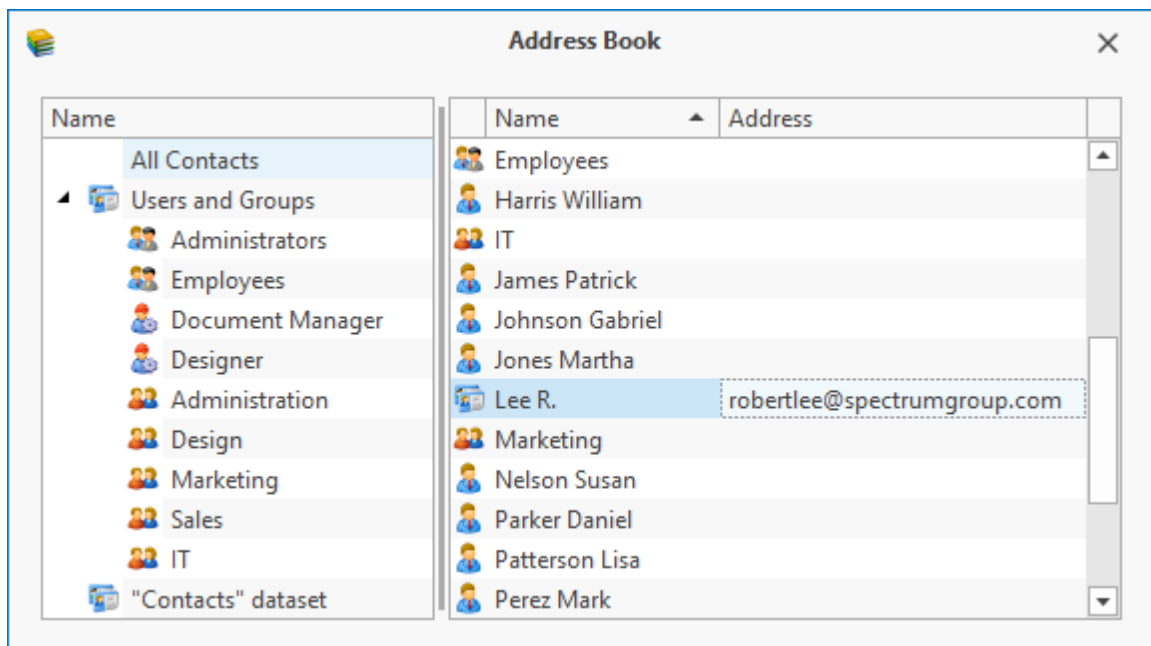 Address Book
Name
All Contacts
Users and Groups
Administrators
Employees
Document Manager
Designer
Administration
Design
Marketing
Sales
IT
"Contacts" dataset
Name Address
Employees
Harris William
IT
James Patrick
Johnson Gabriel
Jones Martha
Lee R. robertlee@spectrumgroup.com
Marketing
Nelson Susan
Parker Daniel
Patterson Lisa
Perez Mark